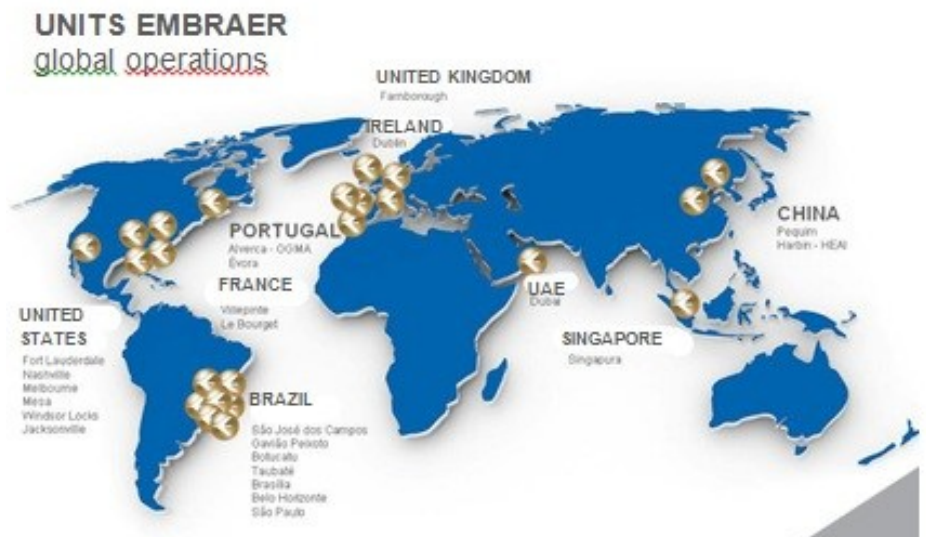 UNITS EMBRAER
global operations
UNITED KINGDOM
Farnborough
IRELAND
Dublin
PORTUGAL
Alverca - OGMA
Évora
FRANCE
Villepinte
Le Bourget
CHINA
Pequim
Harbin - HEAI
UAE
Dubai
SINGAPORE
Singapura
UNITED
STATES
Fort Lauderdale
Nashville
Melbourne
Mesa
Windsor Locks
Jacksonville
BRAZIL
São José dos Campos
Gavião Peixoto
Botucatu
Taubaté
Brasília
Belo Horizonte
São Paulo